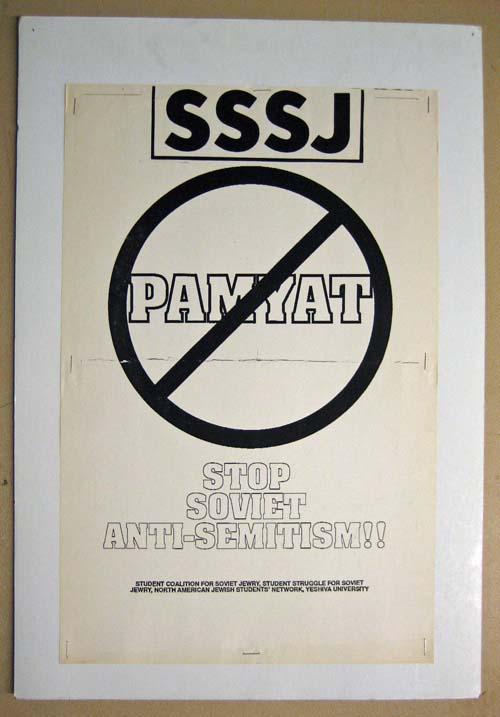 SSSJ
PAMYAT
STOP
SOVIET
ANTI-SEMITISM!!
STUDENT COALITION FOR SOVIET JEWRY, STUDENT STRUGGLE FOR SOVIET
JEWRY, NORTH AMERICAN JEWISH STUDENTS' NETWORK, YESHIVA UNIVERSITY